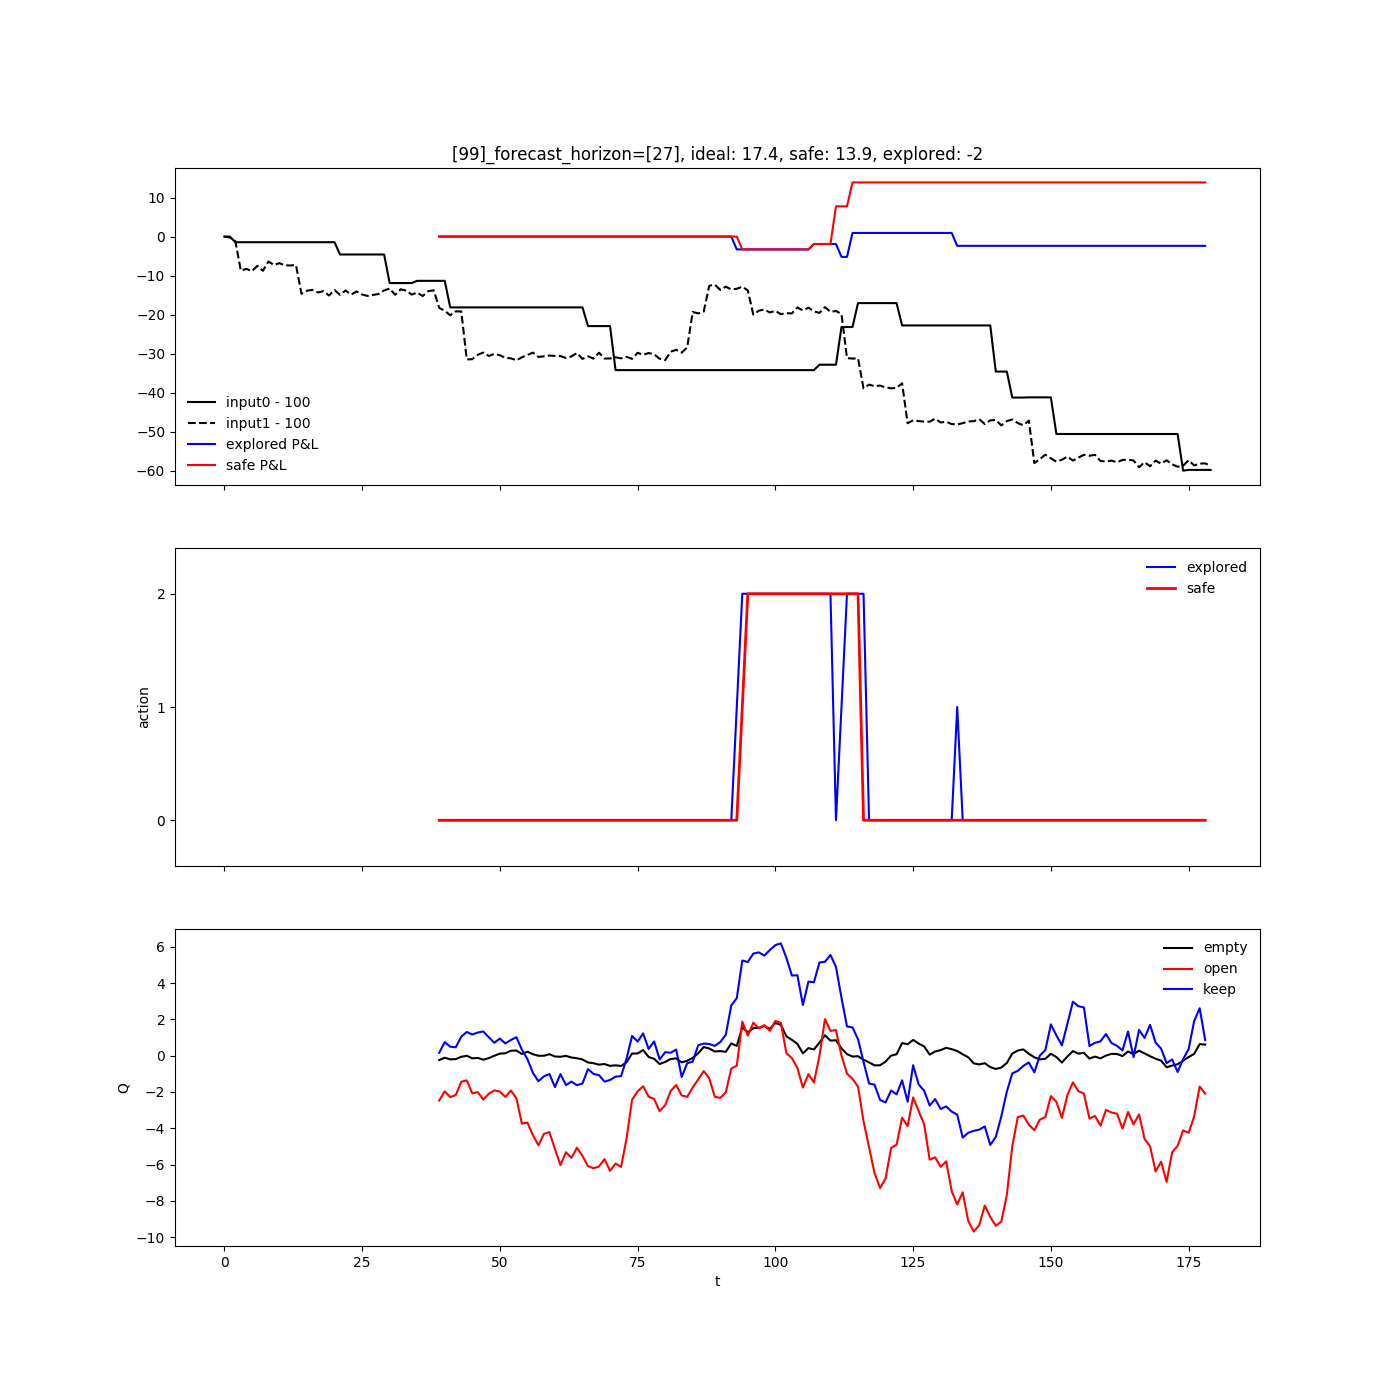 [99]_forecast_horizon=[27], ideal: 17.4, safe: 13.9, explored: -2
10
0
−10
−20
−30
−40
−50
−60
input0 - 100
input1 - 100
explored P&L
safe P&L
action
2
1
0
explored
safe
Q
6
4
2
0
−2
−4
−6
−8
−10
empty
open
keep
0 25 50 75 100 125 150 175
t